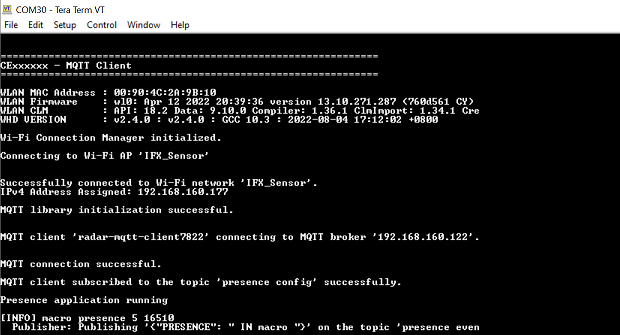 COM30 - Tera Term VT
File Edit Setup Control Window Help
===============================================================
CExxxxxx - MQTT Client
===============================================================
WLAN MAC Address : 00:90:4C:2A:9B:10
WLAN Firmware : wl0: Apr 12 2022 20:39:36 version 13.10.271.287 (760d561 CY)
WLAN CLM : API: 18.2 Data: 9.10.0 Compiler: 1.36.1 ClmImport: 1.34.1 Cre
WHD VERSION : v2.4.0 : v2.4.0 : GCC 10.3 : 2022-08-04 17:12:02 +0800
Wi-Fi Connection Manager initialized.
Connecting to Wi-Fi AP 'IFX_Sensor'
Successfully connected to Wi-Fi network 'IFX_Sensor'.
IPv4 Address Assigned: 192.168.160.177
MQTT library initialization successful.
MQTT client 'radar-mqtt-client7822' connecting to MQTT broker '192.168.160.122'.
MQTT connection successful.
MQTT client subscribed to the topic 'presence config' successfully.
Presence application running
[INFO] macro presence 5 16510
Publisher: Publishing '{"PRESENCE": " IN macro "}' on the topic 'presence even